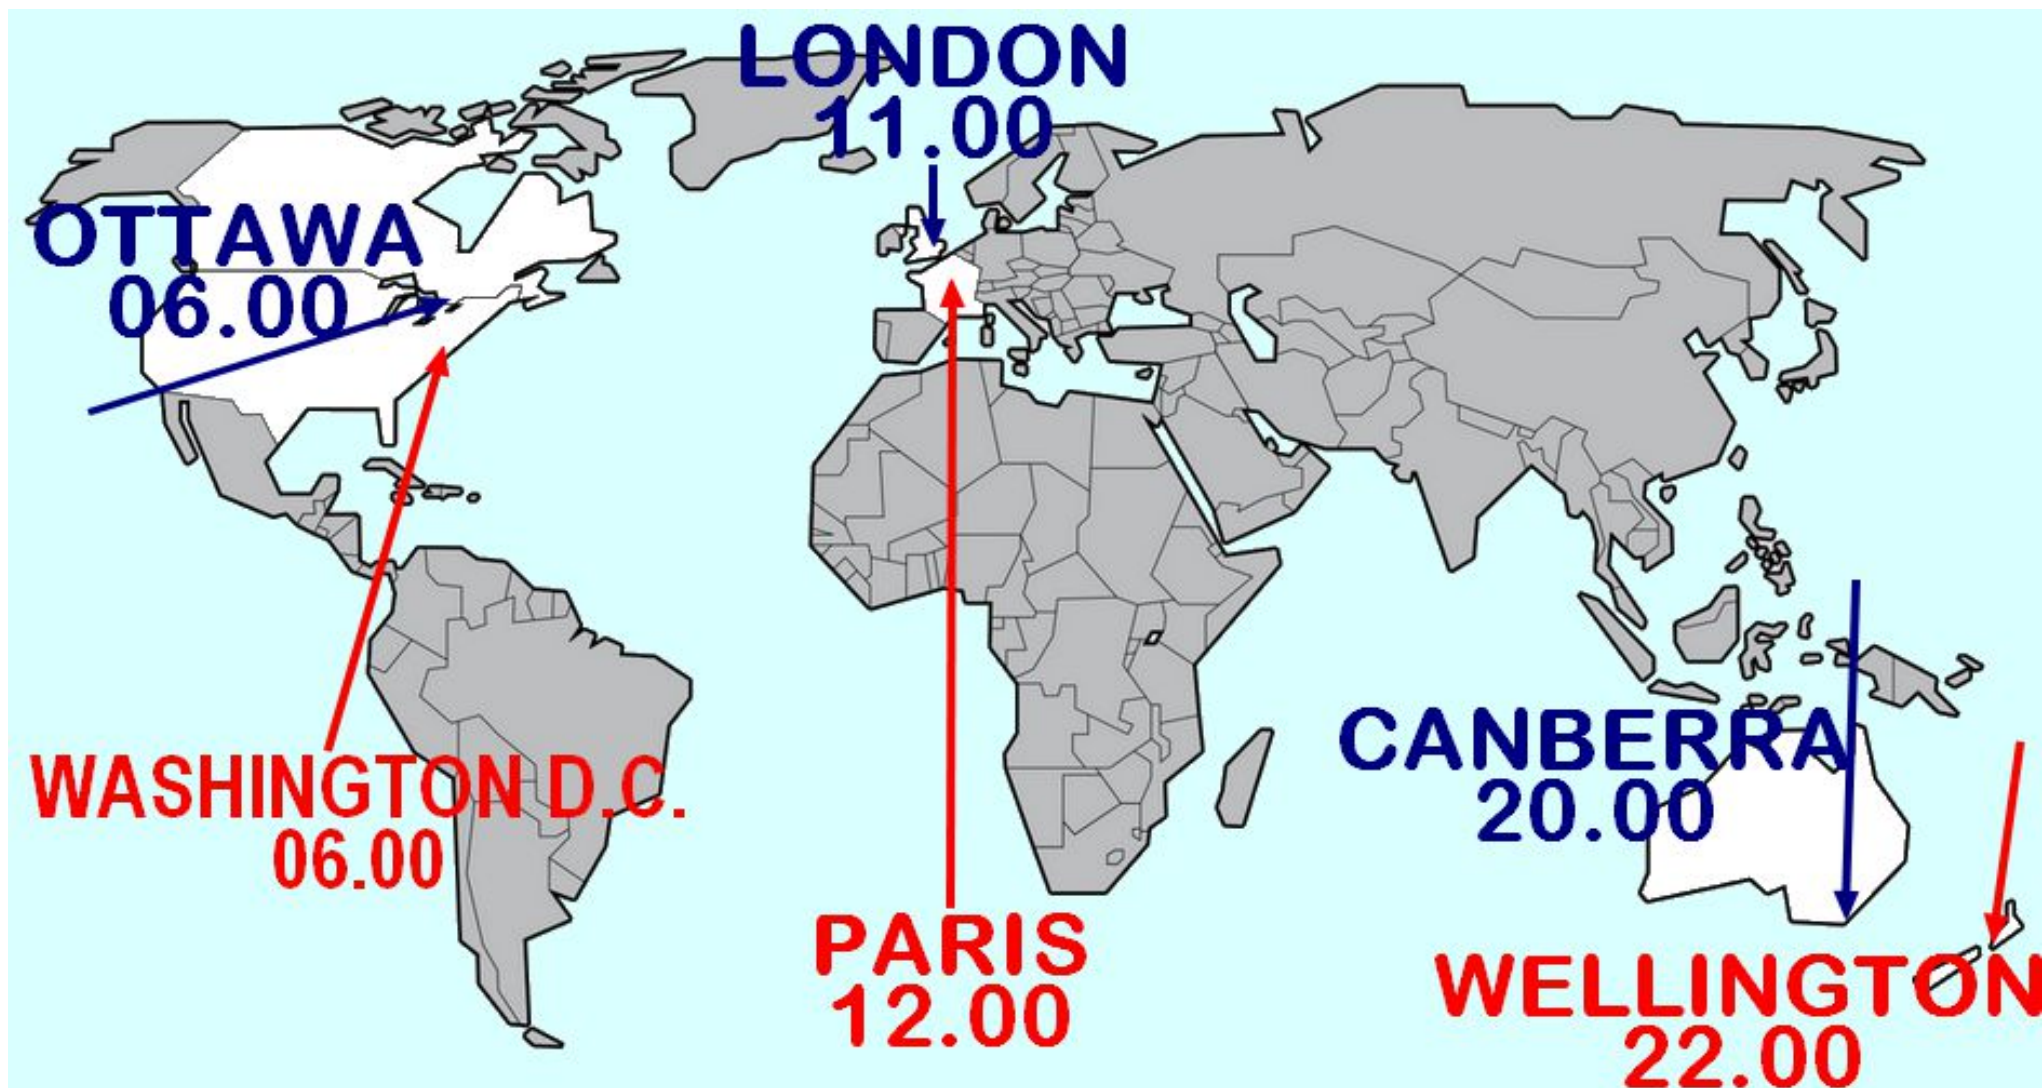 LONDON
11.00
OTTAWA
06.00
CANBERRA
20.00
WASHINGTON D.C.
06.00
PARIS
12.00
WELLINGTON
22.00